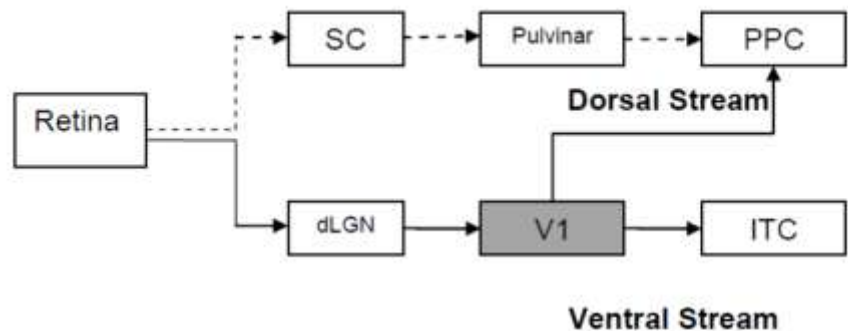 SC
Pulvinar
PPC
Dorsal Stream
Retina
dLGN
V1
ITC
Ventral Stream